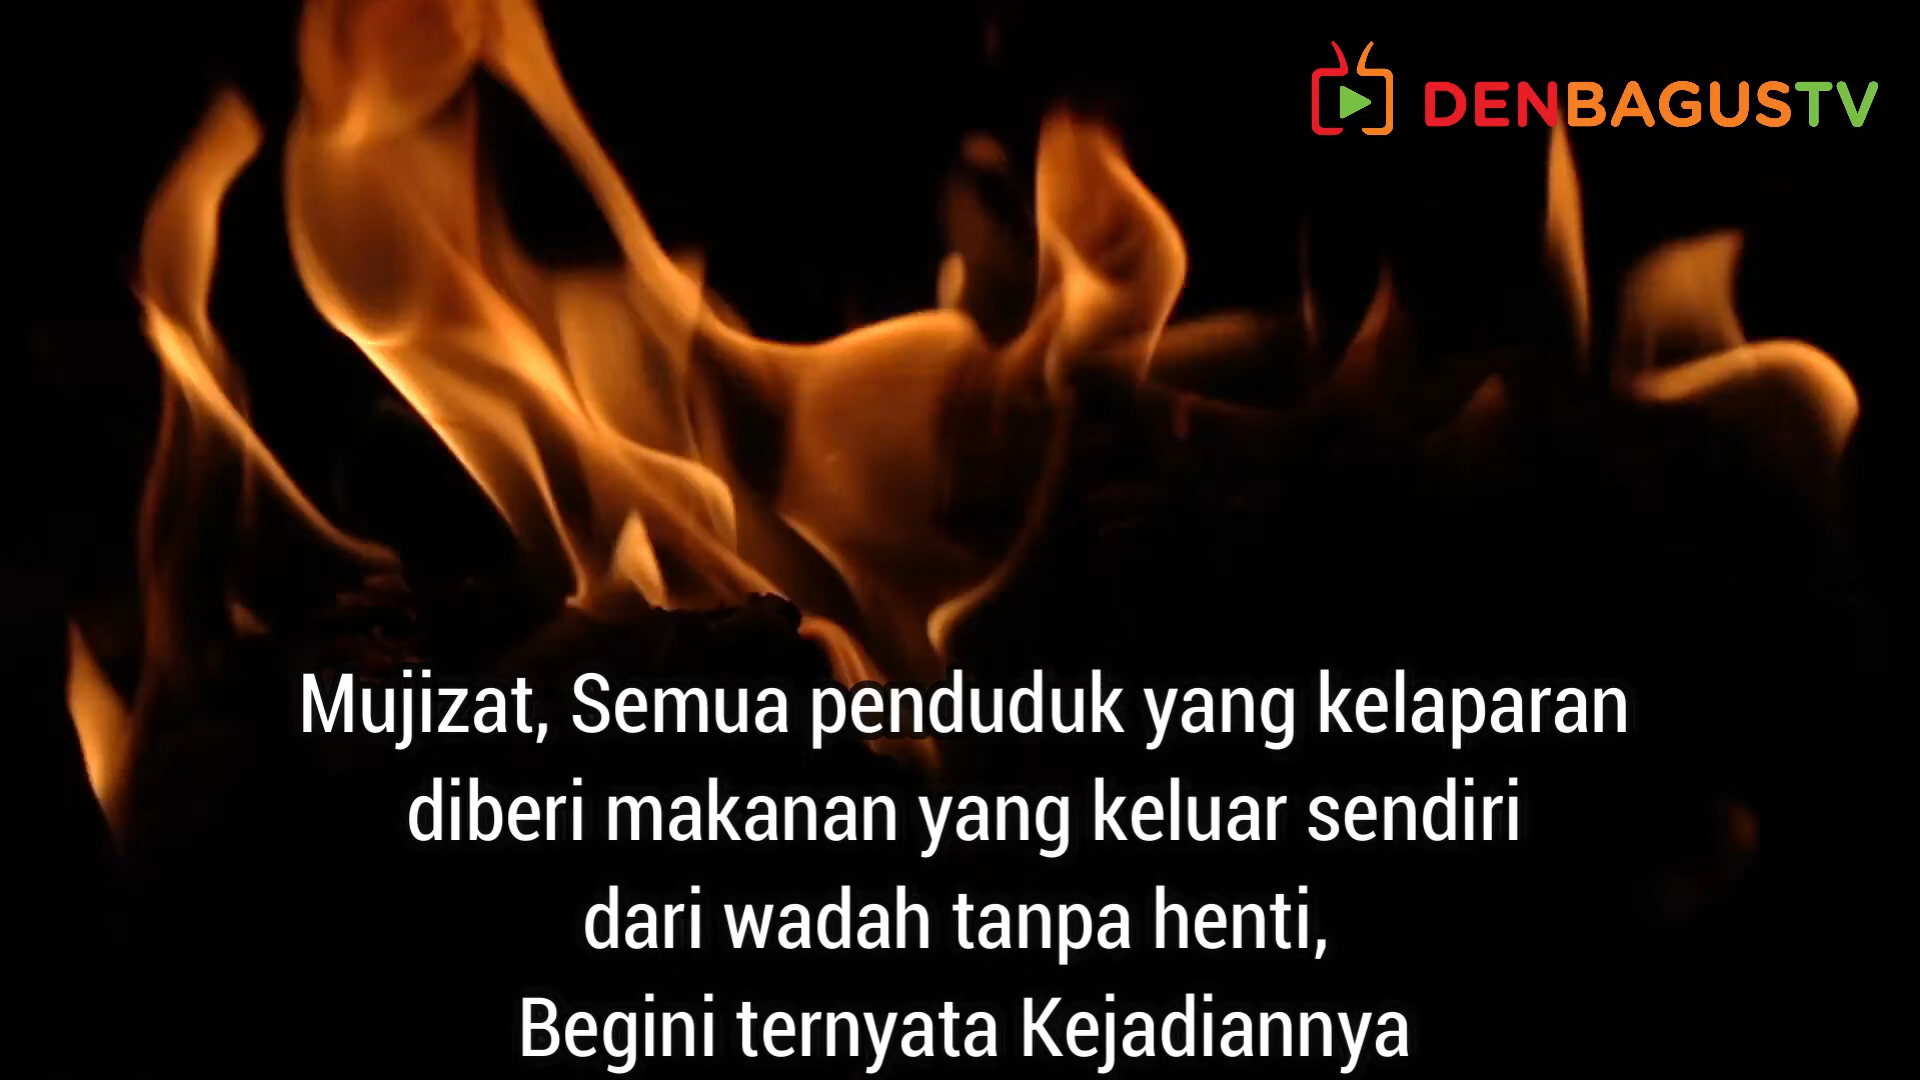 DENBAGUSTV
Mujizat, Semua penduduk yang kelaparan
diberi makanan yang keluar sendiri
dari wadah tanpa henti,
Begini ternyata Kejadiannya